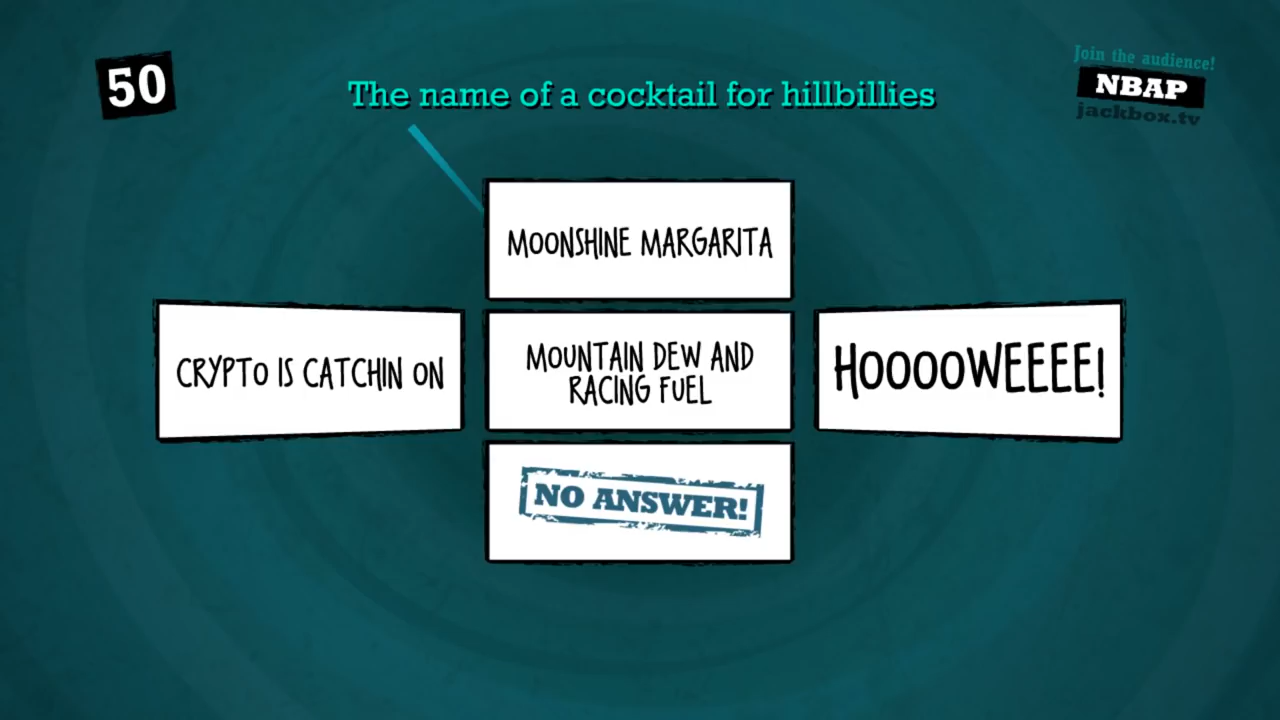 50
The name of a cocktail for hillbillies
Join the audience!
NBAP
jackbox.tv
MOONSHINE MARGARITA
CRYPTO IS CATCHIN ON
MOUNTAIN DEW AND
RACING FUEL
HOOOOWEEEE!
NO ANSWER!